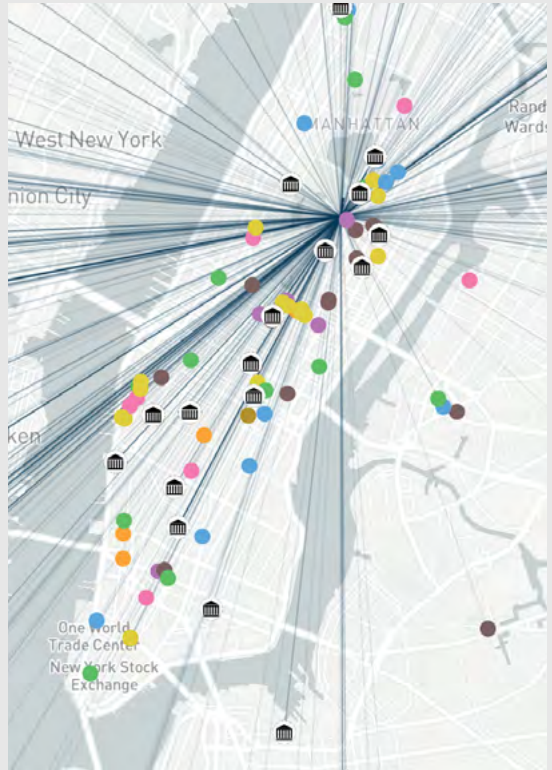 MANHATTAN
Rand
Wards
West New York
nion City
ken
One World
Trade Center
New York Stock
Exchange